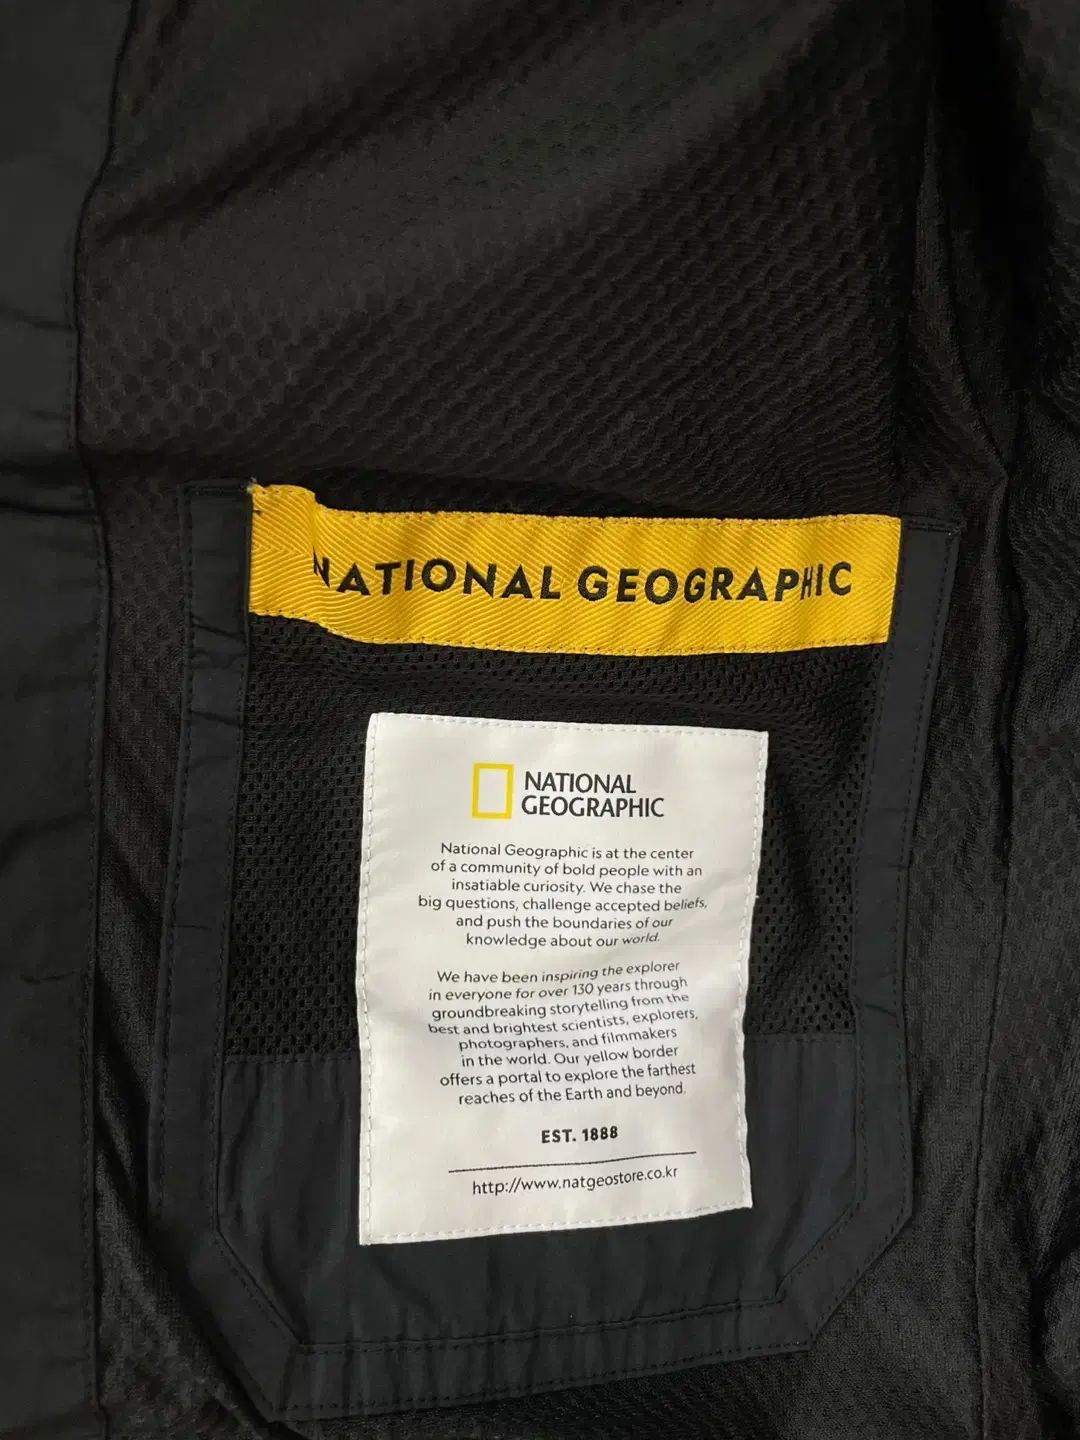 NATIONAL GEOGRAPHIC
NATIONAL
GEOGRAPHIC
National Geographic is at the center
of a community of bold people with an
insatiable curiosity. We chase the
big questions, challenge accepted beliefs,
and push the boundaries of our
knowledge about our world.
We have been inspiring the explorer
in everyone for over 130 years through
groundbreaking storytelling from the
best and brightest scientists, explorers,
photographers, and filmmakers
in the world. Our yellow border
offers a portal to explore the farthest
reaches of the Earth and beyond.
EST. 1888
http://www.natgeostore.co.kr